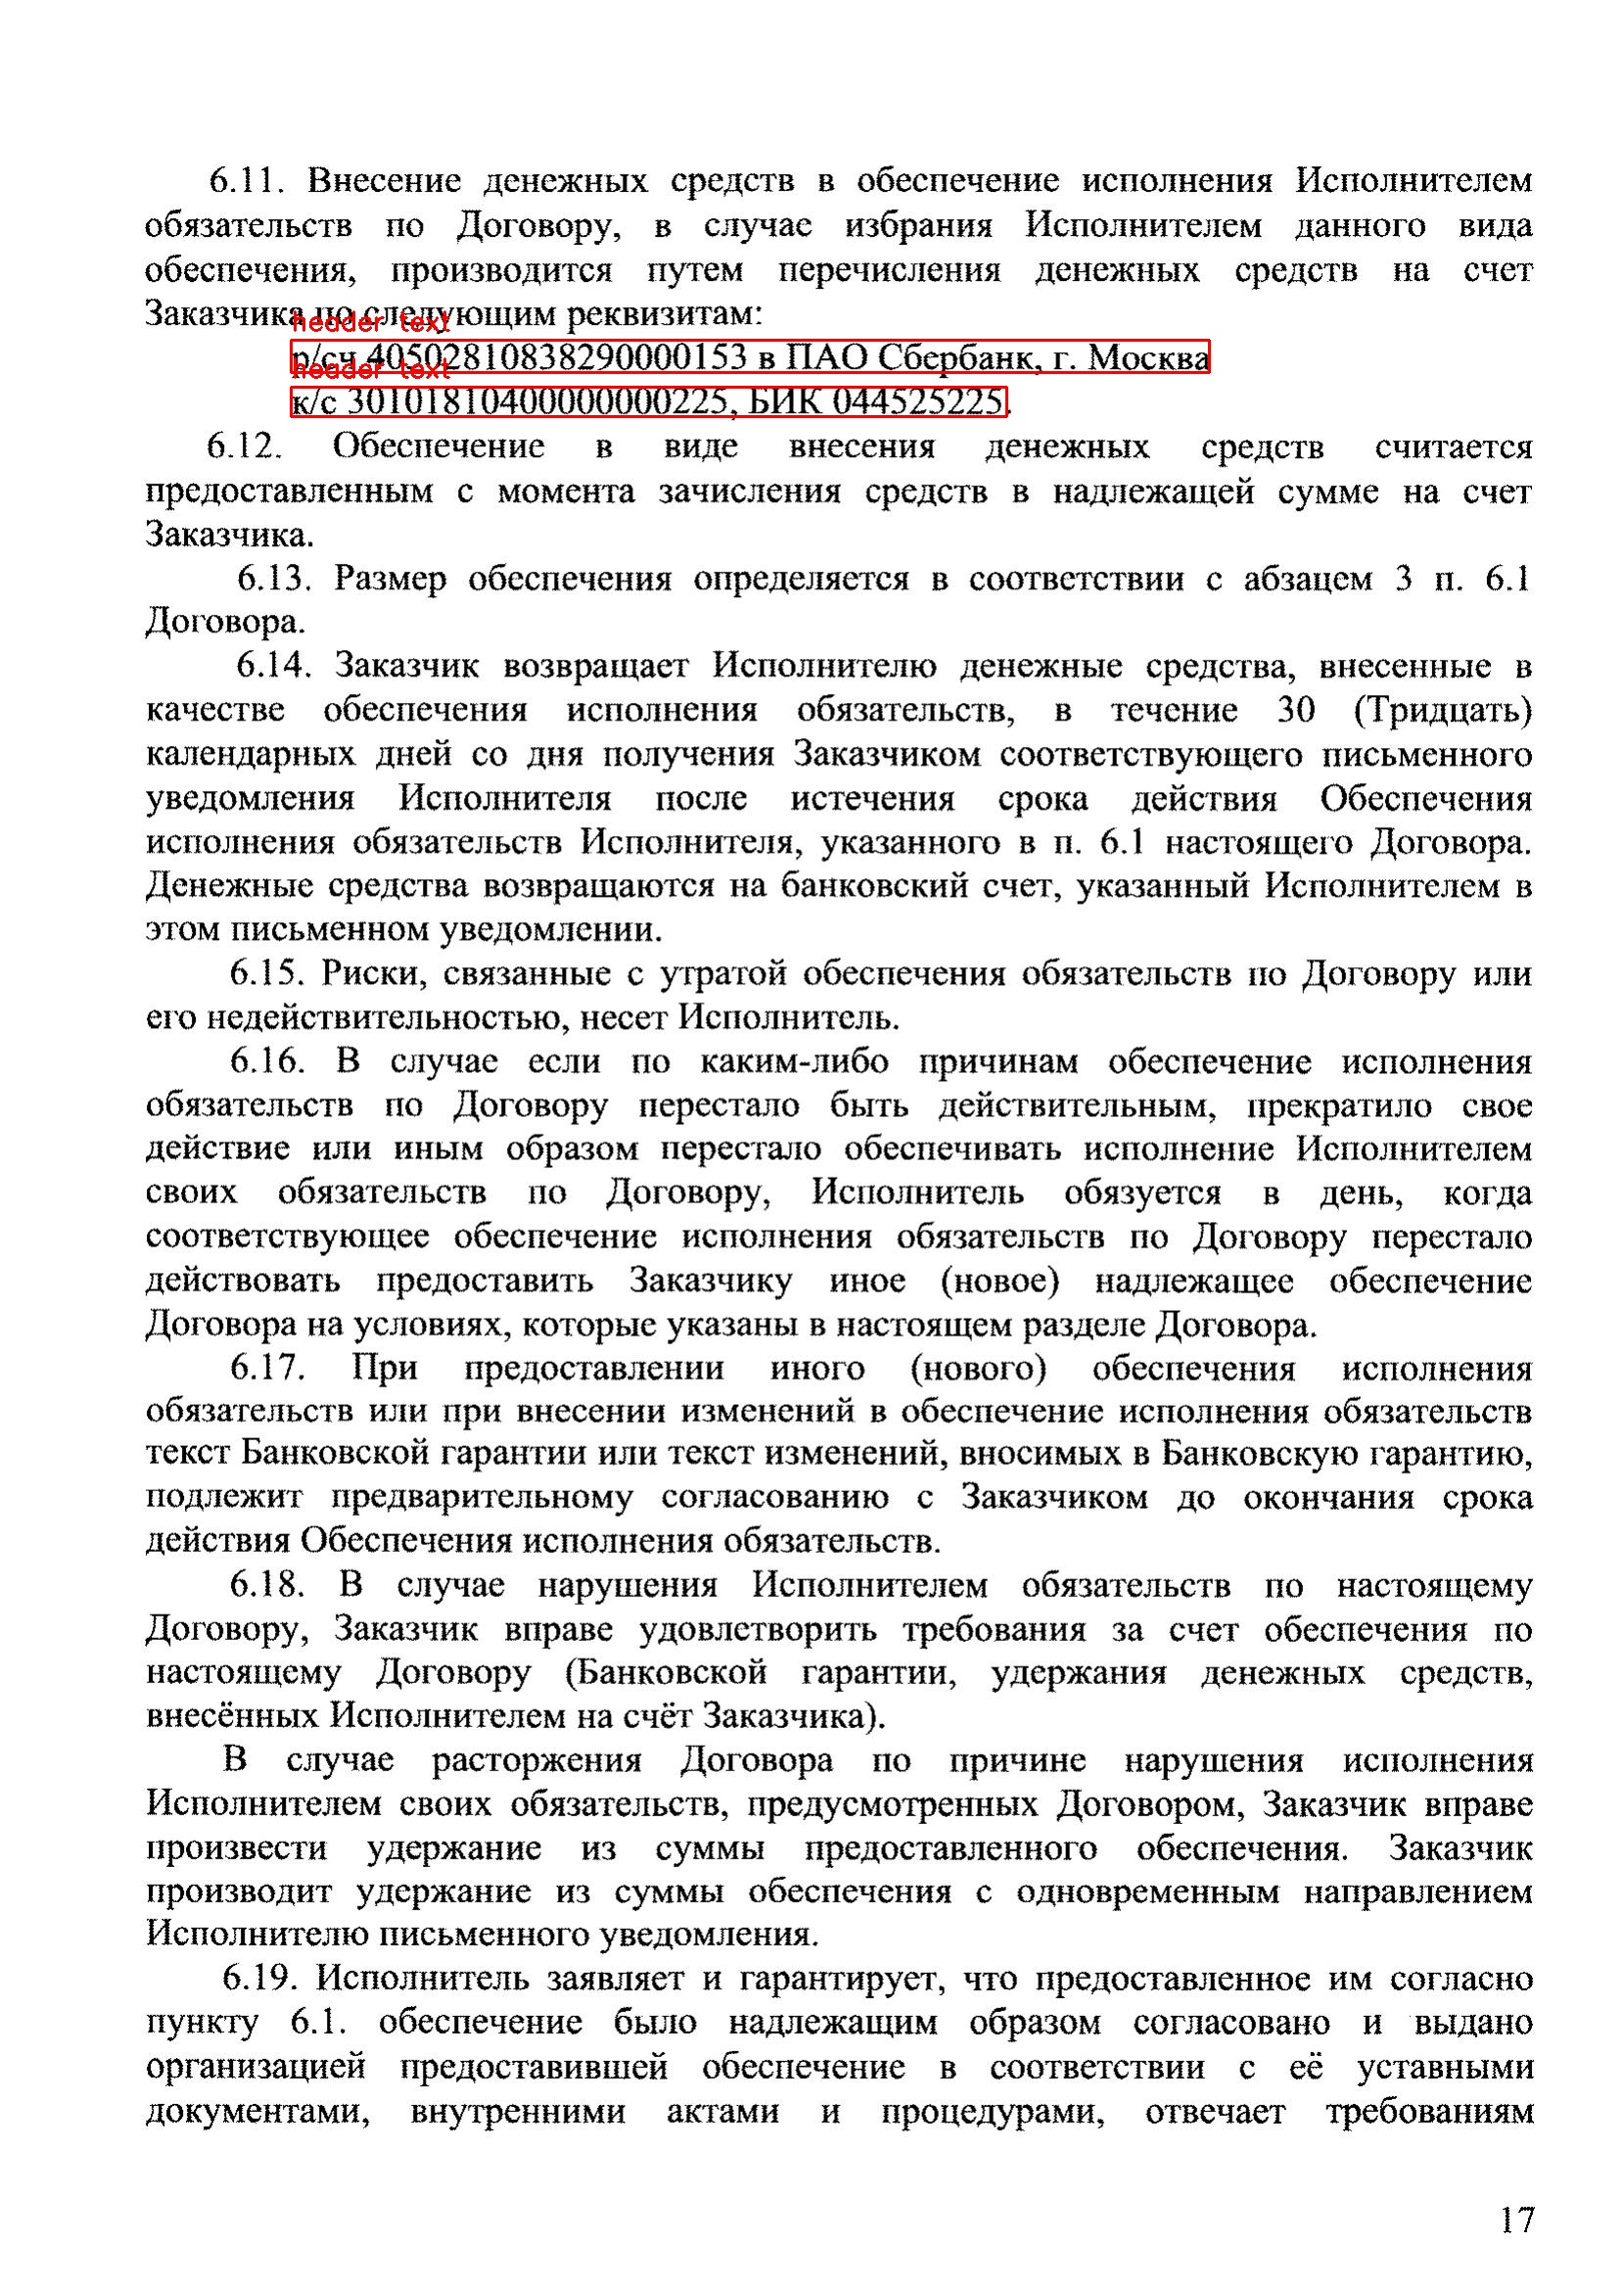 6.11. Внесение денежных средств в обеспечение исполнения Исполнителем
обязательств по Договору, в случае избрания Исполнителем данного вида
обеспечения, производится путем перечисления денежных средств на счет
Заказчика по следующим реквизитам:
header text
р/сч 40502810838290000153 в ПАО Сбербанк, г. Москва
header text
к/с 30101810400000000225, БИК 044525225.
6.12. Обеспечение в виде внесения денежных средств считается
предоставленным с момента зачисления средств в надлежащей сумме на счет
Заказчика.
6.13. Размер обеспечения определяется в соответствии с абзацем 3 п. 6.1
Договора.
6.14. Заказчик возвращает Исполнителю денежные средства, внесенные в
качестве обеспечения исполнения обязательств, в течение 30 (Тридцать)
календарных дней со дня получения Заказчиком соответствующего письменного
уведомления Исполнителя после истечения срока действия Обеспечения
исполнения обязательств Исполнителя, указанного в п. 6.1 настоящего Договора.
Денежные средства возвращаются на банковский счет, указанный Исполнителем в
этом письменном уведомлении.
6.15. Риски, связанные с утратой обеспечения обязательств по Договору или
его недействительностью, несет Исполнитель.
6.16. В случае если по каким-либо причинам обеспечение исполнения
обязательств по Договору перестало быть действительным, прекратило свое
действие или иным образом перестало обеспечивать исполнение Исполнителем
своих обязательств по Договору, Исполнитель обязуется в день, когда
соответствующее обеспечение исполнения обязательств по Договору перестало
действовать предоставить Заказчику иное (новое) надлежащее обеспечение
Договора на условиях, которые указаны в настоящем разделе Договора.
6.17. При предоставлении иного (нового) обеспечения исполнения
обязательств или при внесении изменений в обеспечение исполнения обязательств
текст Банковской гарантии или текст изменений, вносимых в Банковскую гарантию,
подлежит предварительному согласованию с Заказчиком до окончания срока
действия Обеспечения исполнения обязательств.
6.18. В случае нарушения Исполнителем обязательств по настоящему
Договору, Заказчик вправе удовлетворить требования за счет обеспечения по
настоящему Договору (Банковской гарантии, удержания денежных средств,
внесённых Исполнителем на счёт Заказчика).
В случае расторжения Договора по причине нарушения исполнения
Исполнителем своих обязательств, предусмотренных Договором, Заказчик вправе
произвести удержание из суммы предоставленного обеспечения. Заказчик
производит удержание из суммы обеспечения с одновременным направлением
Исполнителю письменного уведомления.
6.19. Исполнитель заявляет и гарантирует, что предоставленное им согласно
пункту 6.1. обеспечение было надлежащим образом согласовано и выдано
организацией предоставившей обеспечение в соответствии с её уставными
документами, внутренними актами и процедурами, отвечает требованиям
17